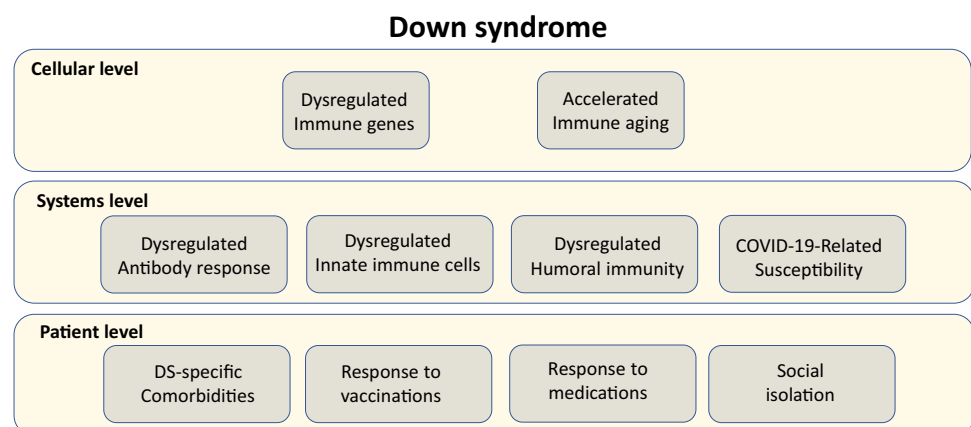 Down syndrome
Cellular level
Dysregulated
Immune genes
Accelerated
Immune aging
Systems level
Dysregulated
Antibody response
Dysregulated
Innate immune cells
Dysregulated
Humoral immunity
COVID-19-Related
Susceptibility
Patient level
DS-specific
Comorbidities
Response to
vaccinations
Response to
medications
Social
isolation